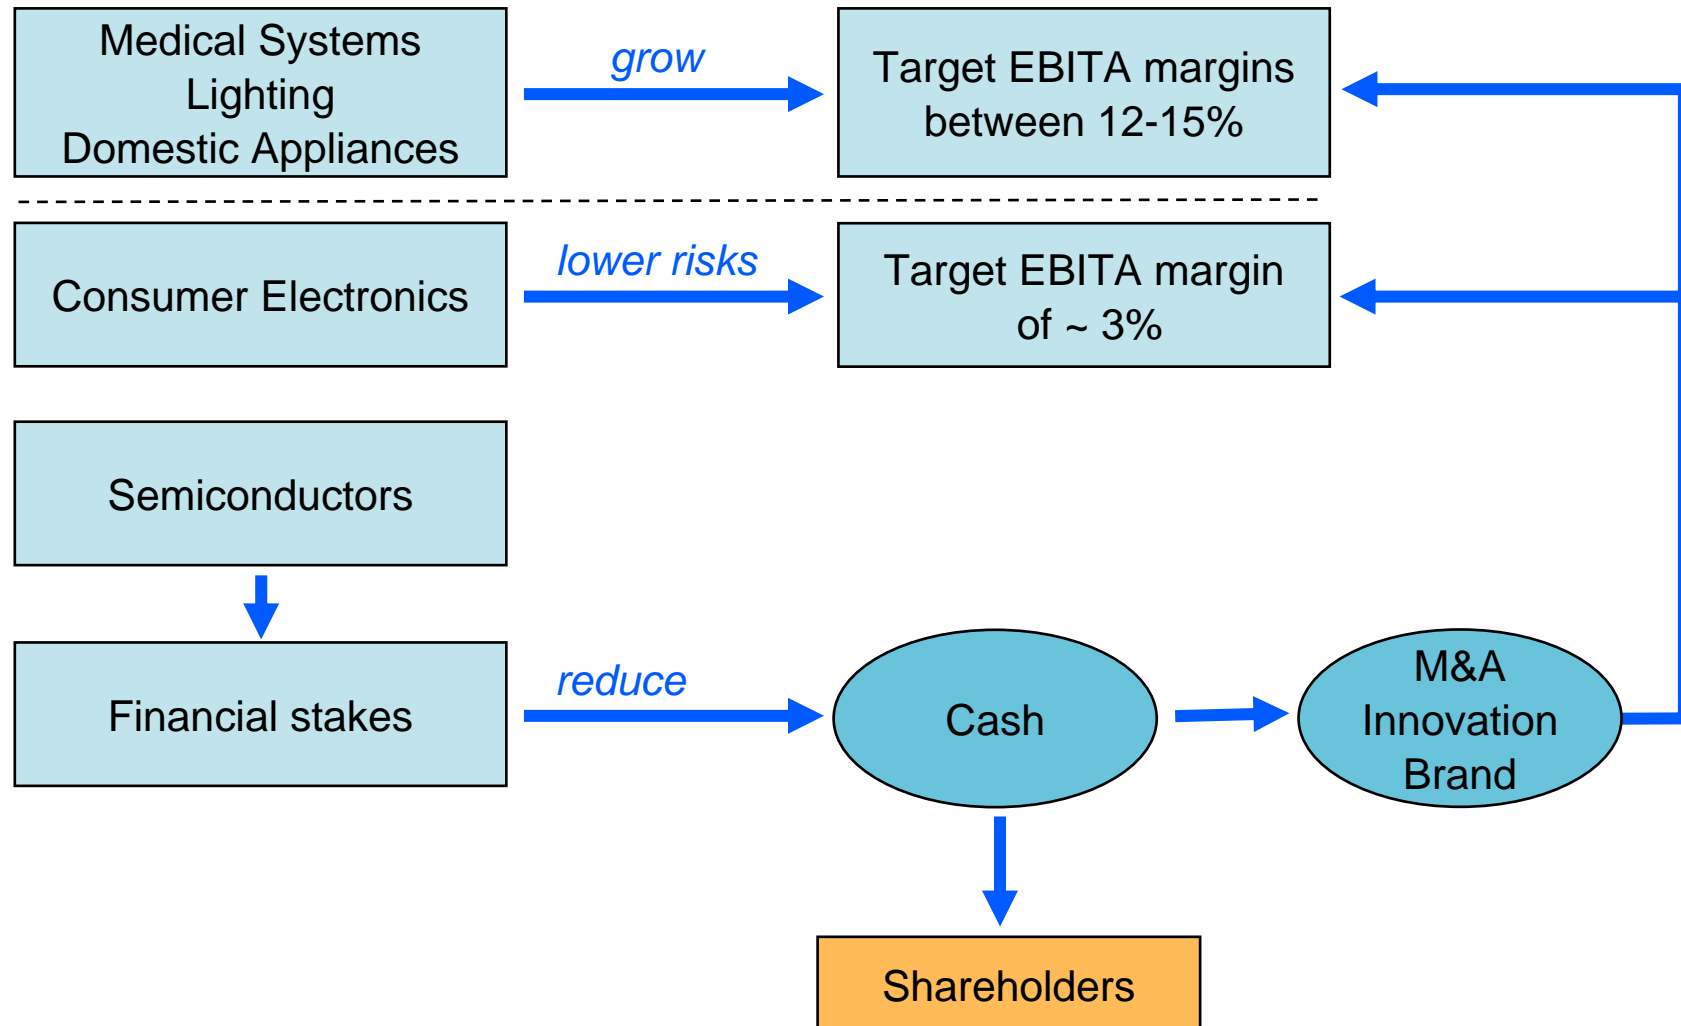 Medical Systems
Lighting
Domestic Appliances
grow
Target EBITA margins
between 12-15%
Consumer Electronics
lower risks
Target EBITA margin
of ~ 3%
Semiconductors
Financial stakes
reduce
Cash
M&A
Innovation
Brand
Shareholders